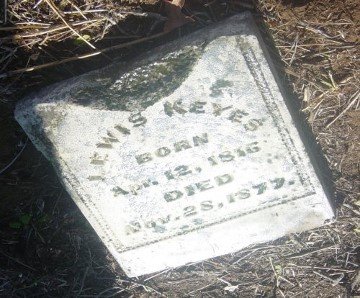 LEWIS KEYES
BORN
Apr. 12, 1816.
DIED
Nov. 28, 1877.